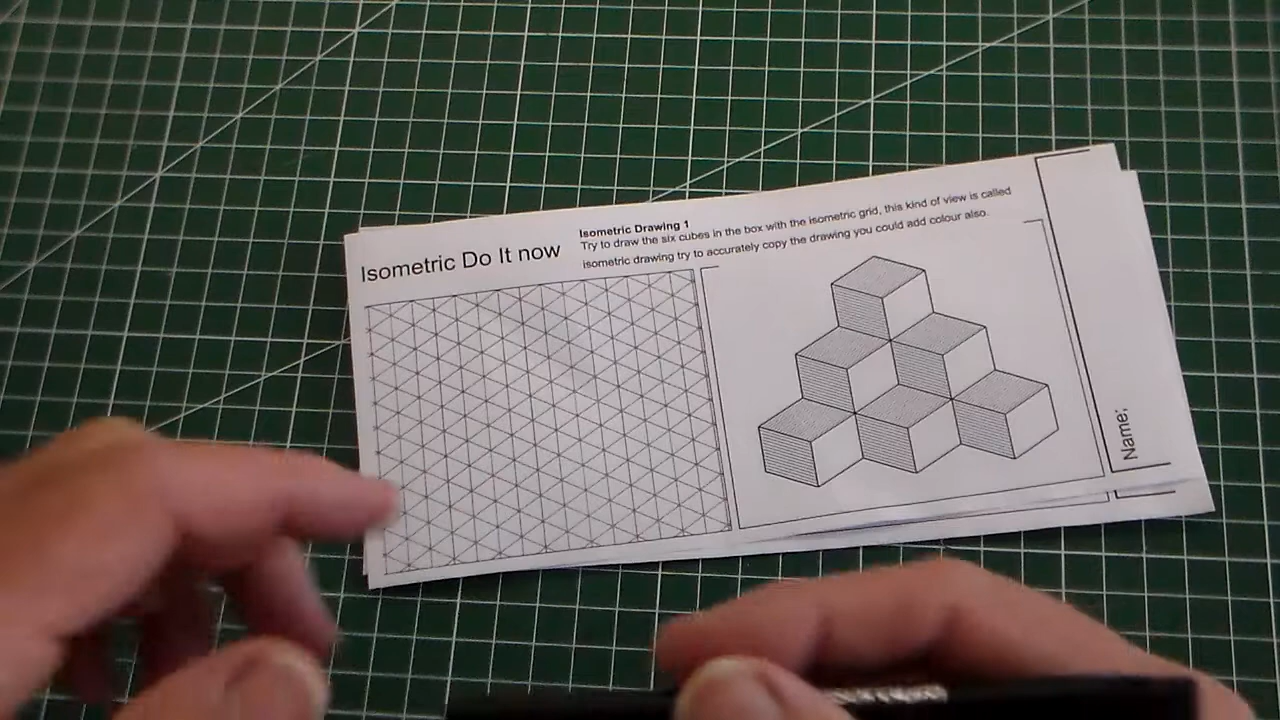 Isometric Do It now
Isometric Drawing 1
Try to draw the six cubes in the box with the isometric grid, this kind of view is called
isometric drawing try to accurately copy the drawing you could add colour also.
Name: